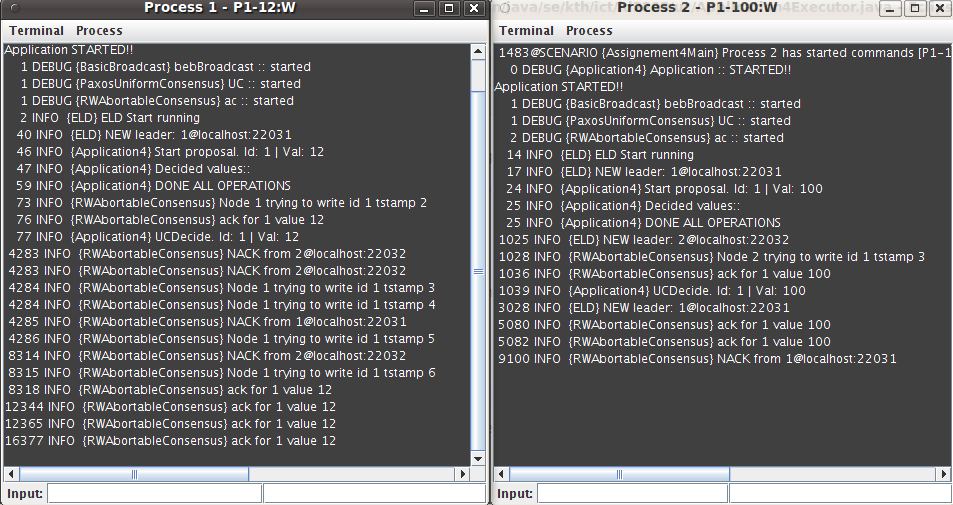 Process 1 - P1-12:W
Terminal Process
Application STARTED!!
1 DEBUG {BasicBroadcast} bebBroadcast :: started
1 DEBUG {PaxosUniformConsensus} UC :: started
1 DEBUG {RWAbortableConsensus} ac :: started
2 INFO {ELD} ELD Start running
40 INFO {ELD} NEW leader: 1@localhost:22031
46 INFO {Application4} Start proposal. Id: 1 | Val: 12
47 INFO {Application4} Decided values::
59 INFO {Application4} DONE ALL OPERATIONS
73 INFO {RWAbortableConsensus} Node 1 trying to write id 1 tstamp 2
76 INFO {RWAbortableConsensus} ack for 1 value 12
77 INFO {Application4} UCDecide. Id: 1 | Val: 12
4283 INFO {RWAbortableConsensus} NACK from 2@localhost:22032
4283 INFO {RWAbortableConsensus} NACK from 2@localhost:22032
4284 INFO {RWAbortableConsensus} Node 1 trying to write id 1 tstamp 3
4284 INFO {RWAbortableConsensus} Node 1 trying to write id 1 tstamp 4
4285 INFO {RWAbortableConsensus} NACK from 1@localhost:22031
4286 INFO {RWAbortableConsensus} Node 1 trying to write id 1 tstamp 5
8314 INFO {RWAbortableConsensus} NACK from 2@localhost:22032
8315 INFO {RWAbortableConsensus} Node 1 trying to write id 1 tstamp 6
8318 INFO {RWAbortableConsensus} ack for 1 value 12
12344 INFO {RWAbortableConsensus} ack for 1 value 12
12365 INFO {RWAbortableConsensus} ack for 1 value 12
16377 INFO {RWAbortableConsensus} ack for 1 value 12
Input:
Process 2 - P1-100:W
Terminal Process
1483@SCENARIO {Assignement4Main} Process 2 has started commands [P1-1
0 DEBUG {Application4} Application :: STARTED!!
Application STARTED!!
1 DEBUG {BasicBroadcast} bebBroadcast :: started
1 DEBUG {PaxosUniformConsensus} UC :: started
2 DEBUG {RWAbortableConsensus} ac :: started
14 INFO {ELD} ELD Start running
17 INFO {ELD} NEW leader: 1@localhost:22031
24 INFO {Application4} Start proposal. Id: 1 | Val: 100
25 INFO {Application4} Decided values::
25 INFO {Application4} DONE ALL OPERATIONS
1025 INFO {ELD} NEW leader: 2@localhost:22032
1028 INFO {RWAbortableConsensus} Node 2 trying to write id 1 tstamp 3
1036 INFO {RWAbortableConsensus} ack for 1 value 100
1039 INFO {Application4} UCDecide. Id: 1 | Val: 100
3028 INFO {ELD} NEW leader: 1@localhost:22031
5080 INFO {RWAbortableConsensus} ack for 1 value 100
5082 INFO {RWAbortableConsensus} ack for 1 value 100
9100 INFO {RWAbortableConsensus} NACK from 1@localhost:22031
Input: